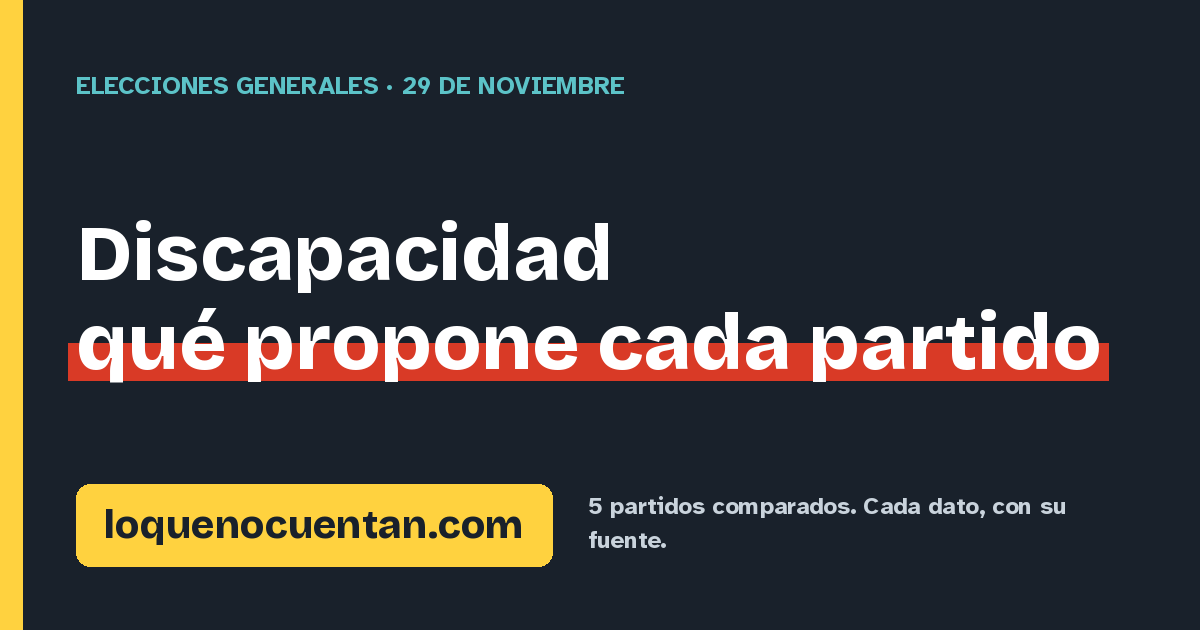 ELECCIONES GENERALES · 29 DE NOVIEMBRE
Discapacidad
qué propone cada partido
loquenocuentan.com
5 partidos comparados. Cada dato, con su
fuente.